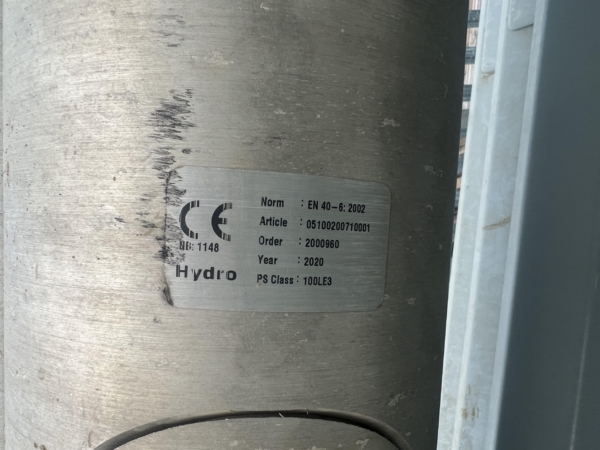 CE
NB: 1148
Hydro
Norm : EN 40-6: 2002
Article : 05100200710001
Order : 2000960
Year : 2020
PS Class : 100LE3